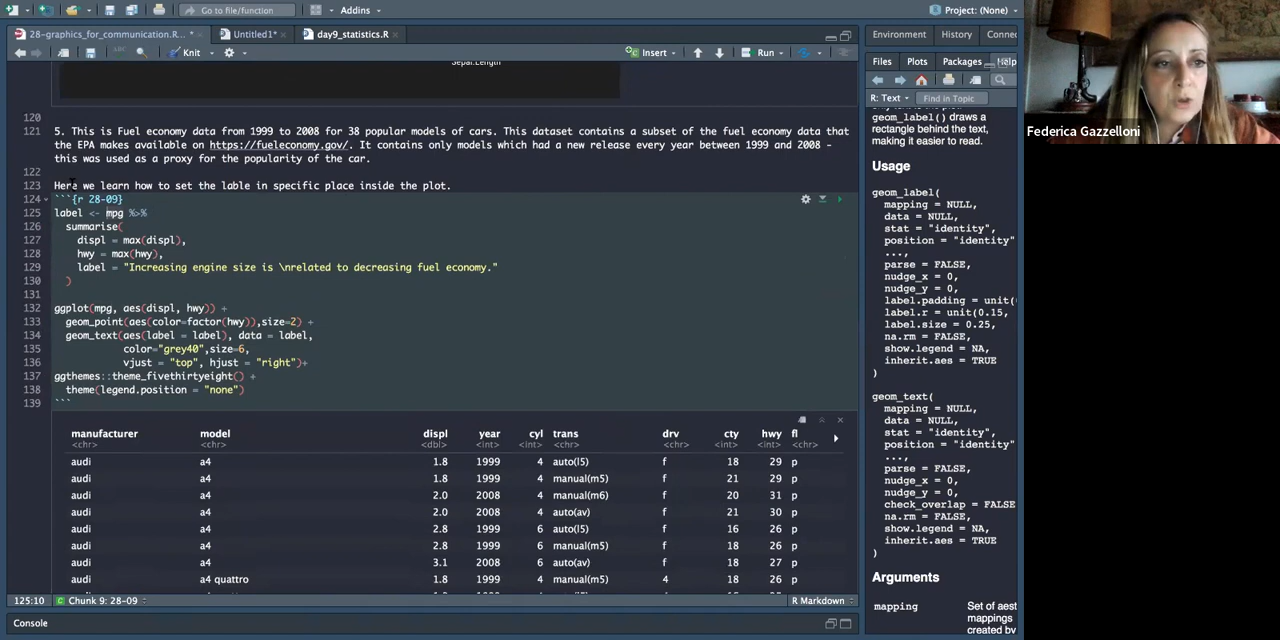 Go to file/function
Addins
Project: (None)
28-graphics_for_communication.R... *
Untitled1*
day9_statistics.R
Environment
History
Connec
Knit
Insert
Run
Files
Plots
Packages
Help
R: Text
Find in Topic
Sepal.Length
120
121 5. This is Fuel economy data from 1999 to 2008 for 38 popular models of cars. This dataset contains a subset of the fuel economy data that
the EPA makes available on https://fueleconomy.gov/. It contains only models which had a new release every year between 1999 and 2008 -
this was used as a proxy for the popularity of the car.
122
123 Here we learn how to set the lable in specific place inside the plot.
124 ```{r 28-09}
125 label <- mpg %>%
126 summarise(
127 displ = max(displ),
128 hwy = max(hwy),
129 label = "Increasing engine size is \nrelated to decreasing fuel economy."
130 )
131
132 ggplot(mpg, aes(displ, hwy)) +
133 geom_point(aes(color=factor(hwy)),size=2) +
134 geom_text(aes(label = label), data = label,
135 color="grey40",size=6,
136 vjust = "top", hjust = "right")+
137 ggthemes::theme_fivethirtyeight() +
138 theme(legend.position = "none")
139 ```
manufacturer model displ year cyl trans drv cty hwy fl
<chr> <chr> <dbl> <int> <int> <chr> <chr> <int> <int> <chr>
audi a4 1.8 1999 4 auto(l5) f 18 29 p
audi a4 1.8 1999 4 manual(m5) f 21 29 p
audi a4 2.0 2008 4 manual(m6) f 20 31 p
audi a4 2.0 2008 4 auto(av) f 21 30 p
audi a4 2.8 1999 6 auto(l5) f 16 26 p
audi a4 2.8 1999 6 manual(m5) f 18 26 p
audi a4 3.1 2008 6 auto(av) f 18 27 p
audi a4 quattro 1.8 1999 4 manual(m5) 4 18 26 p
125:10
Chunk 9: 28-09
R Markdown
Console
geom_label() draws a
rectangle behind the text,
making it easier to read.
Usage
geom_label(
mapping = NULL,
data = NULL,
stat = "identity",
position = "identity"
...,
parse = FALSE,
nudge_x = 0,
nudge_y = 0,
label.padding = unit(
label.r = unit(0.15,
label.size = 0.25,
na.rm = FALSE,
show.legend = NA,
inherit.aes = TRUE
)
geom_text(
mapping = NULL,
data = NULL,
stat = "identity",
position = "identity"
...,
parse = FALSE,
nudge_x = 0,
nudge_y = 0,
check_overlap = FALSE
na.rm = FALSE,
show.legend = NA,
inherit.aes = TRUE
)
Arguments
mapping
Set of aest
mappings
created by
Federica Gazzelloni